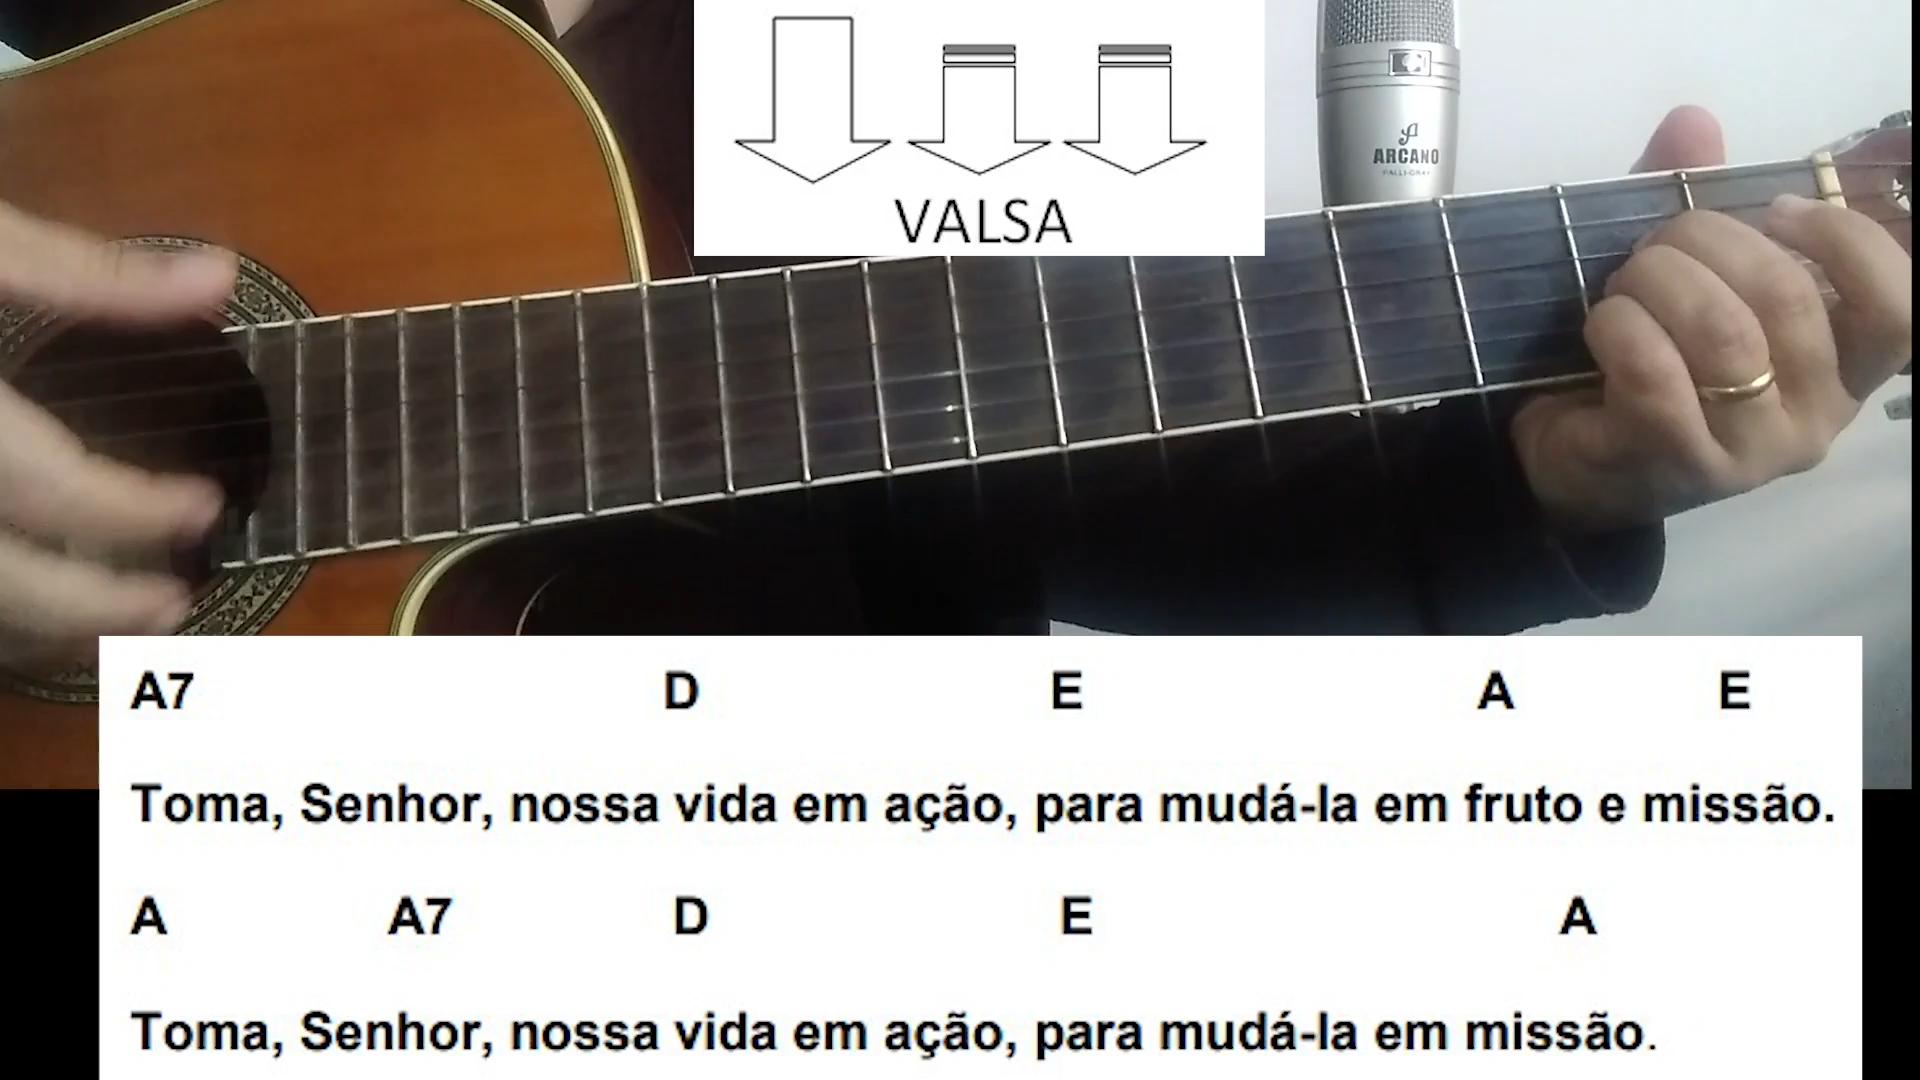 VALSA
ARCANO
A7 D E A E
Toma, Senhor, nossa vida em ação, para mudá-la em fruto e missão.
A A7 D E A
Toma, Senhor, nossa vida em ação, para mudá-la em missão.